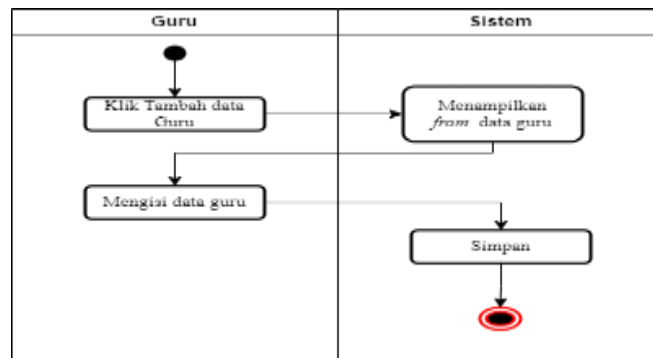 Guru
Sistem
Klik Tambah data
Guru
Menampilkan
from data guru
Mengisi data guru
Simpan